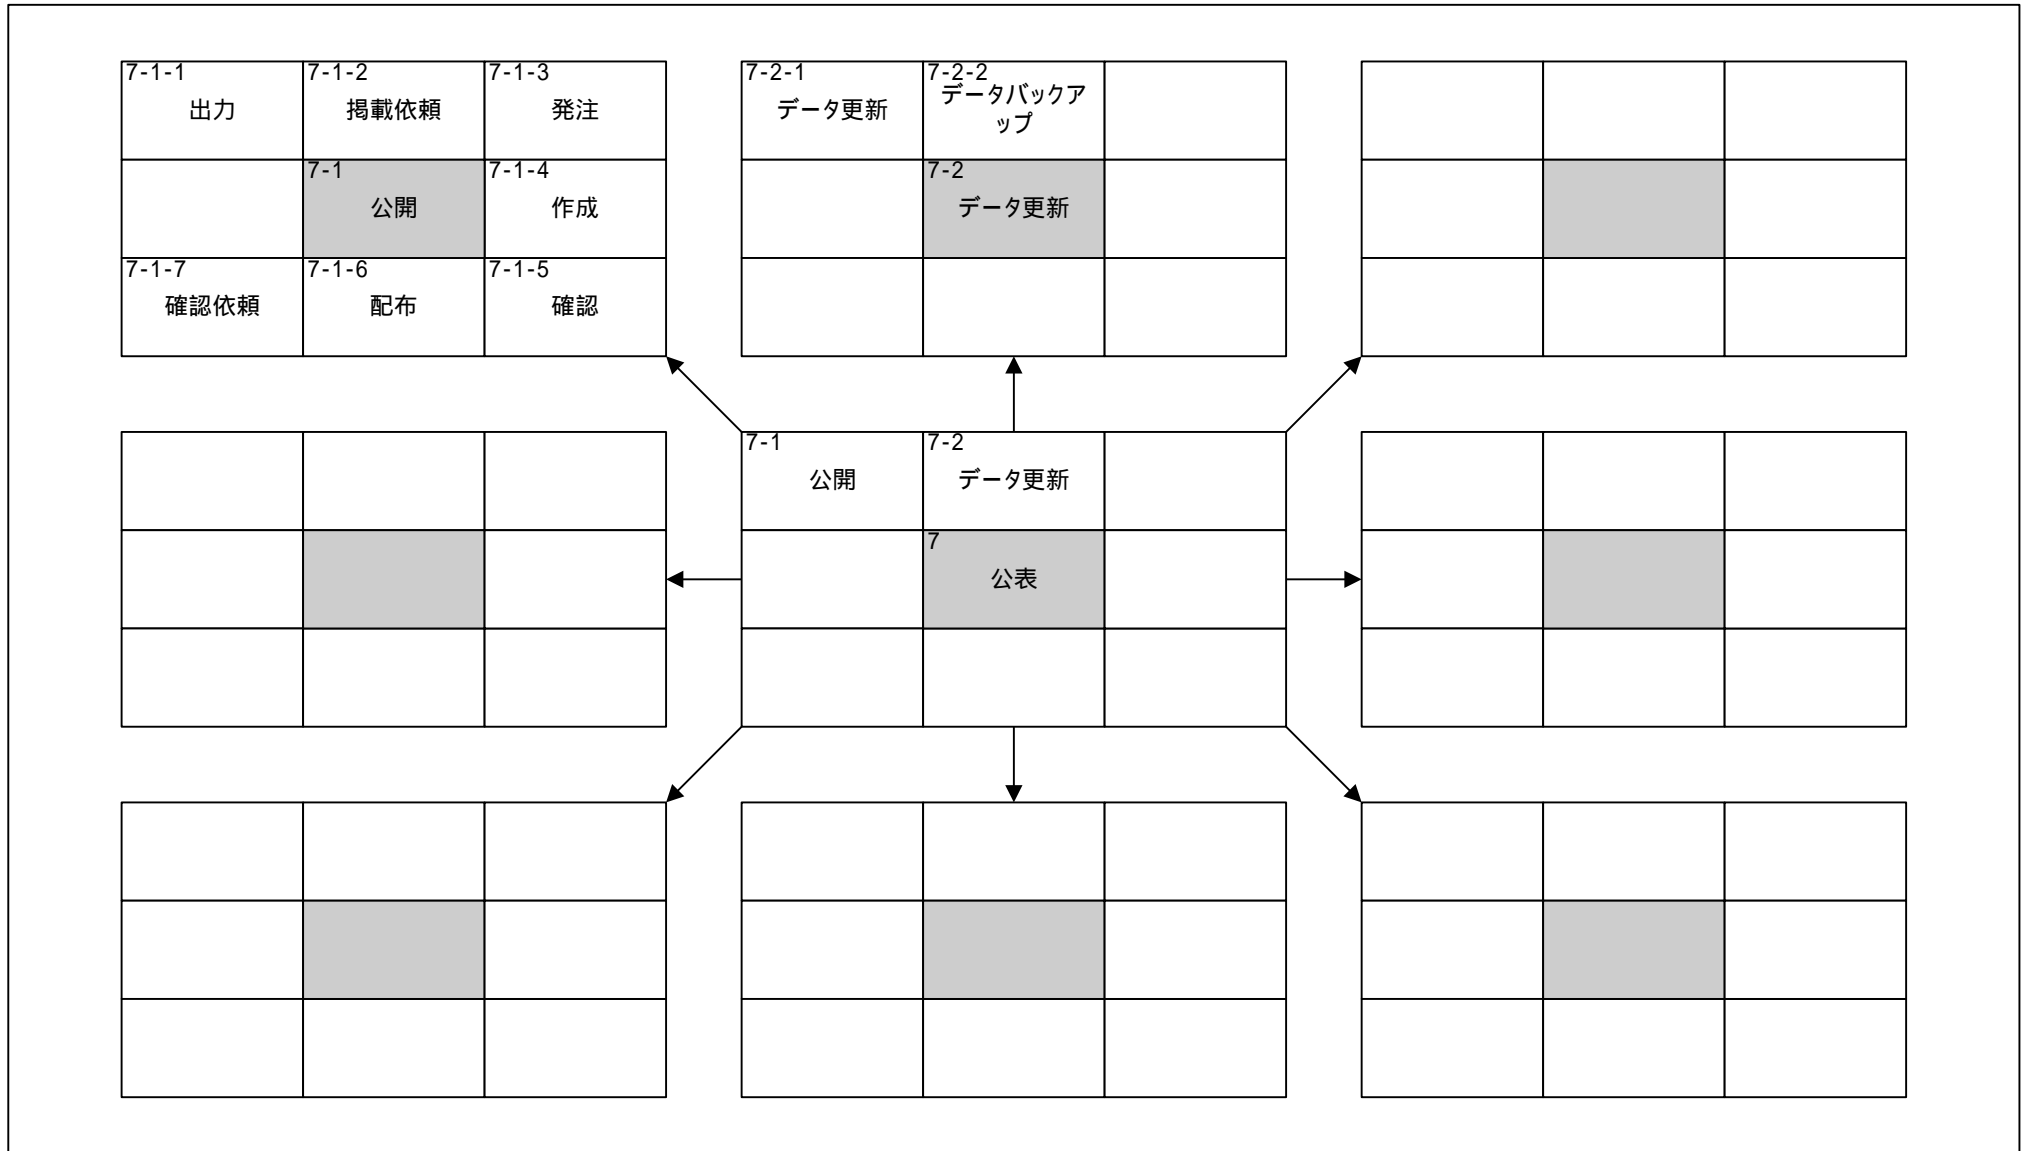 7-1-1
出力
7-1-2
掲載依頼
7-1-3
発注
7-1
公開
7-1-4
作成
7-1-7
確認依頼
7-1-6
配布
7-1-5
確認
7-2-1
データ更新
7-2-2
データバックア
ップ
7-2
データ更新
7-1
公開
7-2
データ更新
7
公表